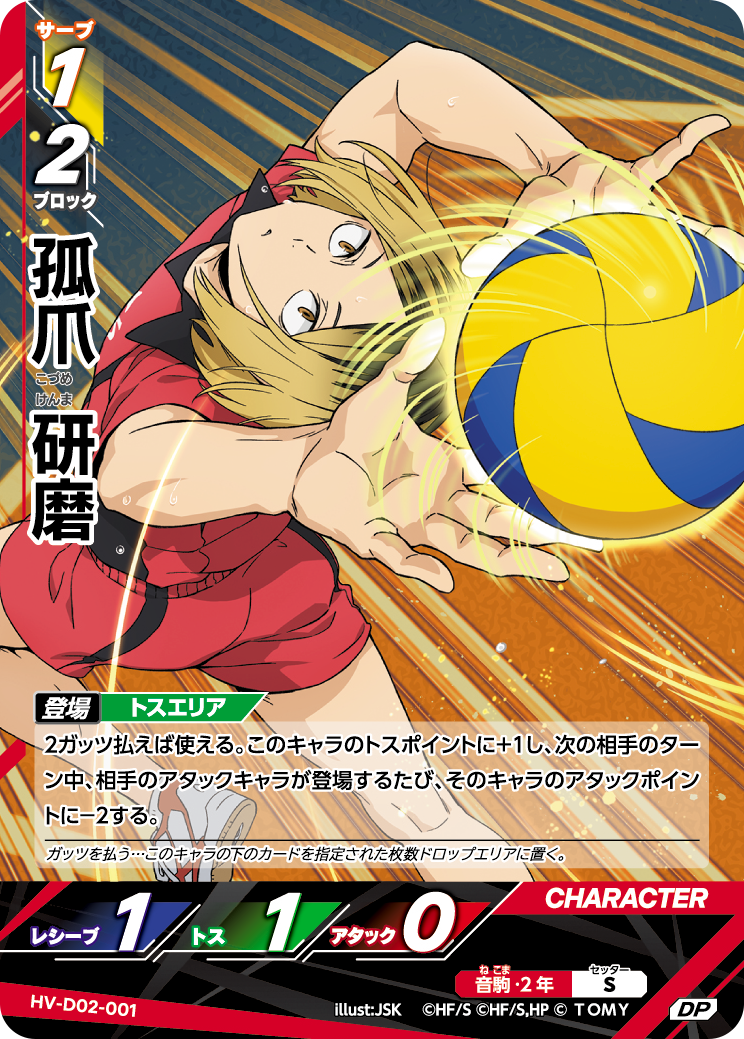 サーブ
1
2
ブロック
孤爪
こづめ
けんま
研磨
登場 トスエリア
2ガッツ払えば使える。このキャラのトスポイントに+1し、次の相手のター
ン中、相手のアタックキャラが登場するたび、そのキャラのアタックポイン
トに−2する。
ガッツを払う…このキャラの下のカードを指定された枚数ドロップエリアに置く。
CHARACTER
レシーブ 1 トス 1 アタック 0
ねこま セッター
音駒・2年 S
HV-D02-001 illust:JSK ©HF/S ©HF/S,HP © TOMY DP